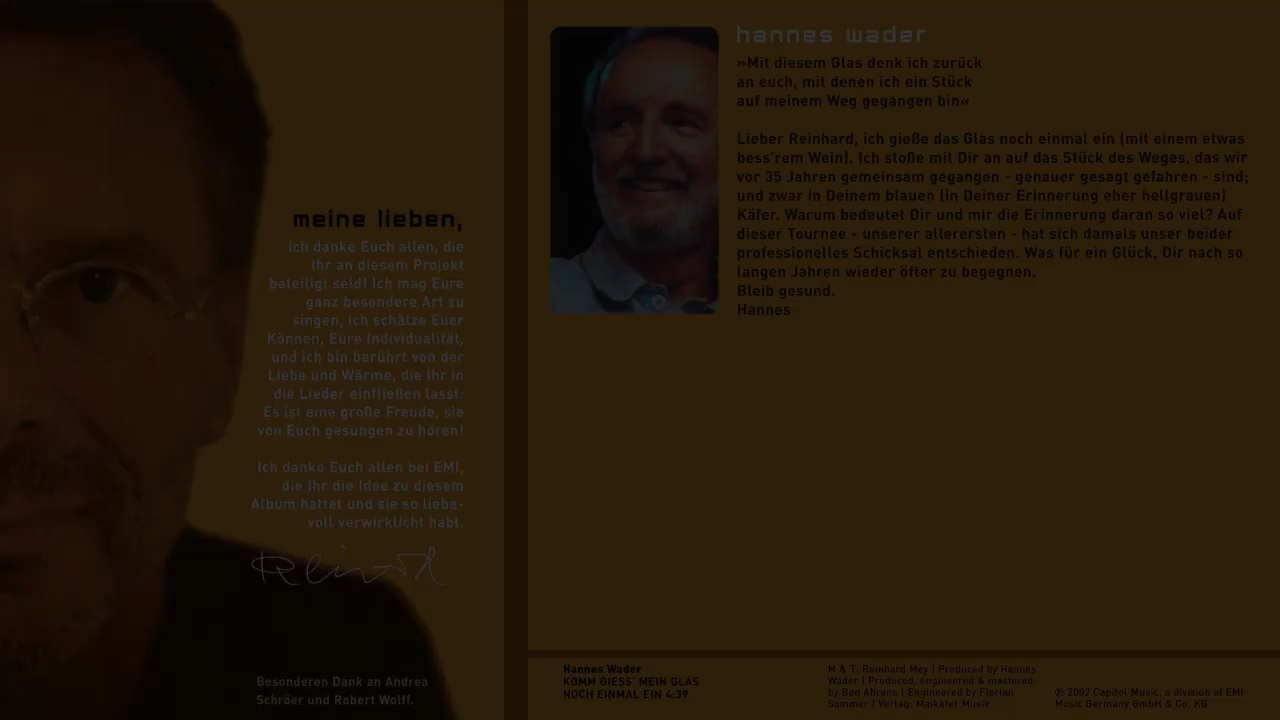 meine lieben,
ich danke Euch allen, die
Ihr an diesem Projekt
beteiligt seid! Ich mag Eure
ganz besondere Art zu
singen, ich schätze Euer
Können, Eure Individualität,
und ich bin berührt von der
Liebe und Wärme, die Ihr in
die Lieder einfließen lasst:
Es ist eine große Freude, sie
von Euch gesungen zu hören!
Ich danke Euch allen bei EMI,
die Ihr die Idee zu diesem
Album hattet und sie so liebe-
voll verwirklicht habt.
Reinhard
Besonderen Dank an Andrea
Schröer und Robert Wolff.
hannes wader
»Mit diesem Glas denk ich zurück
an euch, mit denen ich ein Stück
auf meinem Weg gegangen bin«
Lieber Reinhard, ich gieße das Glas noch einmal ein (mit einem etwas
bess'rem Wein). Ich stoße mit Dir an auf das Stück des Weges, das wir
vor 35 Jahren gemeinsam gegangen - genauer gesagt gefahren - sind;
und zwar in Deinem blauen (in Deiner Erinnerung eher hellgrauen)
Käfer. Warum bedeutet Dir und mir die Erinnerung daran so viel? Auf
dieser Tournee - unserer allerersten - hat sich damals unser beider
professionelles Schicksal entschieden. Was für ein Glück, Dir nach so
langen Jahren wieder öfter zu begegnen.
Bleib gesund.
Hannes
Hannes Wader
KOMM GIESS' MEIN GLAS
NOCH EINMAL EIN 4:39
M & T: Reinhard Mey | Produced by Hannes
Wader | Produced, engineered & mastered
by Ben Ahrens | Engineered by Florian
Sommer | Verlag: Maikäfer Musik
℗ 2002 Capitol Music, a division of EMI
Music Germany GmbH & Co. KG